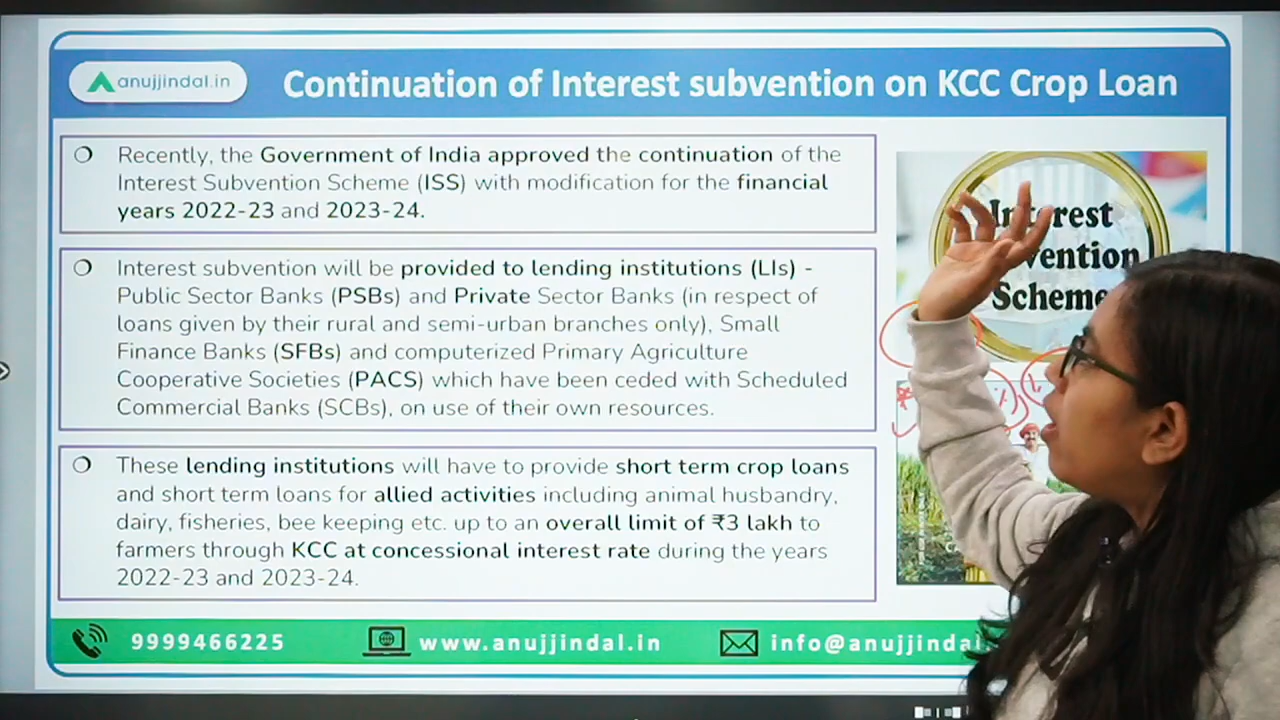 anujjindal.in
Continuation of Interest subvention on KCC Crop Loan
❍ Recently, the Government of India approved the continuation of the
Interest Subvention Scheme (ISS) with modification for the financial
years 2022-23 and 2023-24.
❍ Interest subvention will be provided to lending institutions (LIs) -
Public Sector Banks (PSBs) and Private Sector Banks (in respect of
loans given by their rural and semi-urban branches only), Small
Finance Banks (SFBs) and computerized Primary Agriculture
Cooperative Societies (PACS) which have been ceded with Scheduled
Commercial Banks (SCBs), on use of their own resources.
❍ These lending institutions will have to provide short term crop loans
and short term loans for allied activities including animal husbandry,
dairy, fisheries, bee keeping etc. up to an overall limit of ₹3 lakh to
farmers through KCC at concessional interest rate during the years
2022-23 and 2023-24.
Scheme
9999466225
www.anujjindal.in